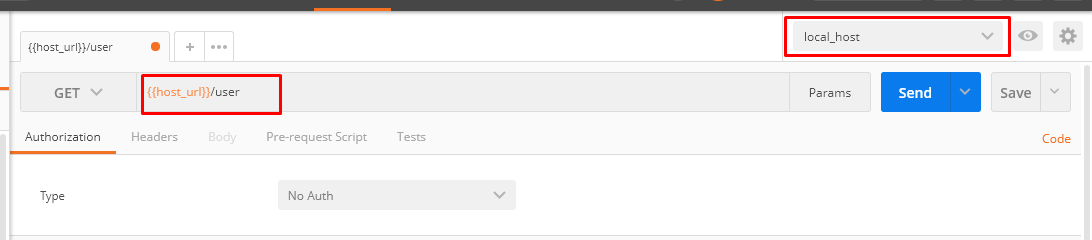 {{host_url}}/user
local_host
GET
{{host_url}}/user
Params
Send
Save
Authorization Headers Body Pre-request Script Tests
Code
Type
No Auth